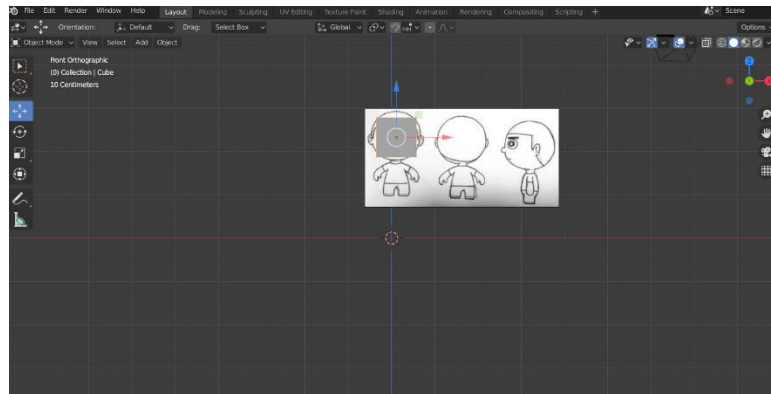 File Edit Render Window Help Layout Modeling Sculpting UV Editing Texture Paint Shading Animation Rendering Compositing Scripting + Scene
Orientation: Default Drag: Select Box Global Options
Object Mode View Select Add Object
Front Orthographic
(0) Collection | Cube
10 Centimeters